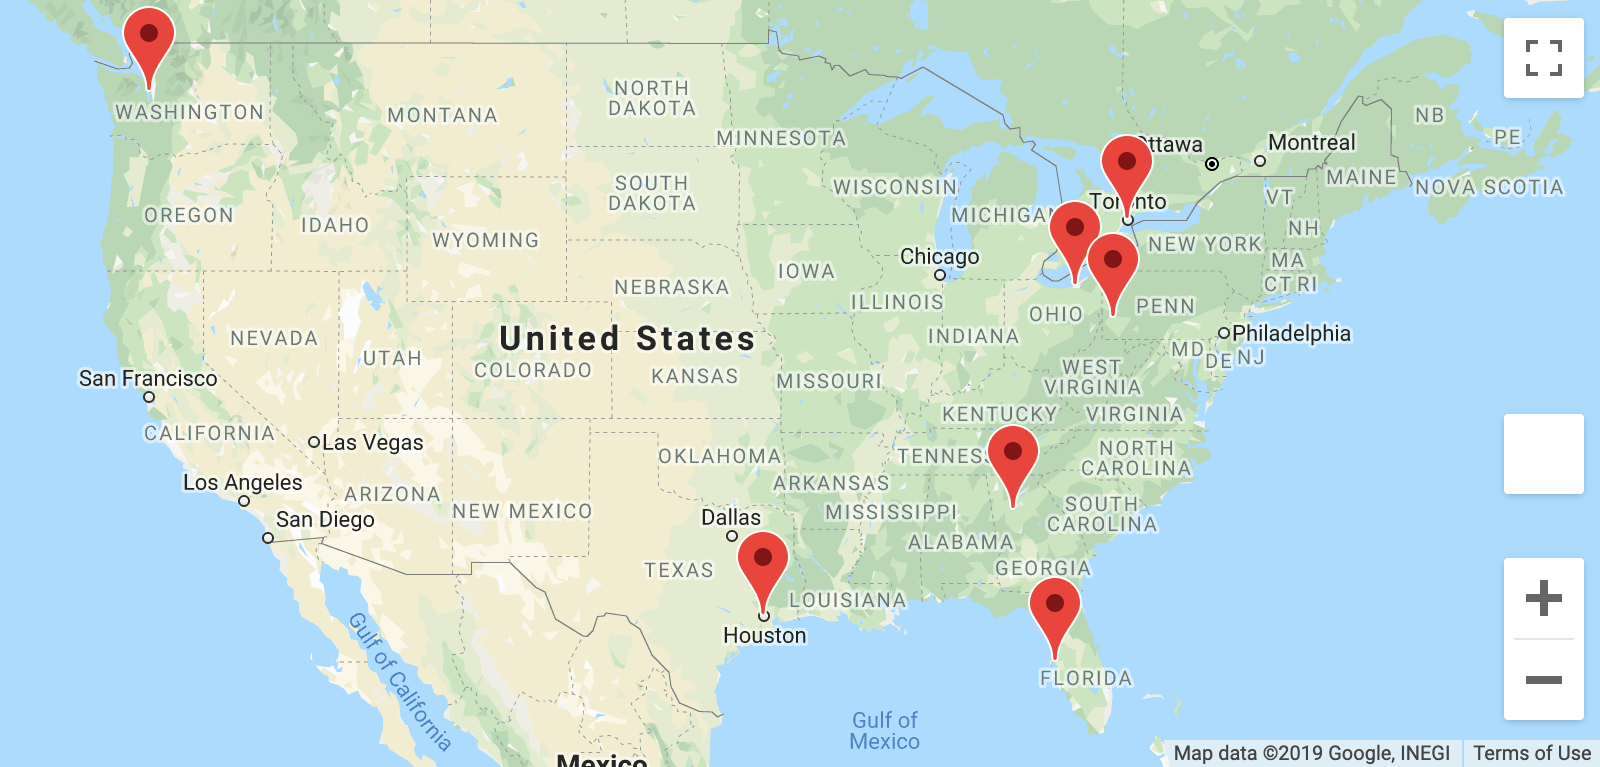 WASHINGTON
MONTANA
NORTH
DAKOTA
MINNESOTA
ttawa
Montreal
NB
PE
OREGON
IDAHO
WYOMING
SOUTH
DAKOTA
WISCONSIN
MICHIGAN
Toronto
MAINE
NOVA SCOTIA
VT
NH
NEW YORK
MA
CT RI
Chicago
IOWA
NEBRASKA
ILLINOIS
INDIANA
OHIO
PENN
Philadelphia
MD
DE
NJ
NEVADA
UTAH
United States
COLORADO
KANSAS
MISSOURI
WEST
VIRGINIA
San Francisco
CALIFORNIA
Las Vegas
KENTUCKY
VIRGINIA
Los Angeles
ARIZONA
NEW MEXICO
OKLAHOMA
ARKANSAS
TENNESS
NORTH
CAROLINA
San Diego
Dallas
MISSISSIPPI
SOUTH
CAROLINA
ALABAMA
TEXAS
GEORGIA
LOUISIANA
Houston
FLORIDA
Gulf of California
Gulf of
Mexico
Mexico
Map data ©2019 Google, INEGI
Terms of Use